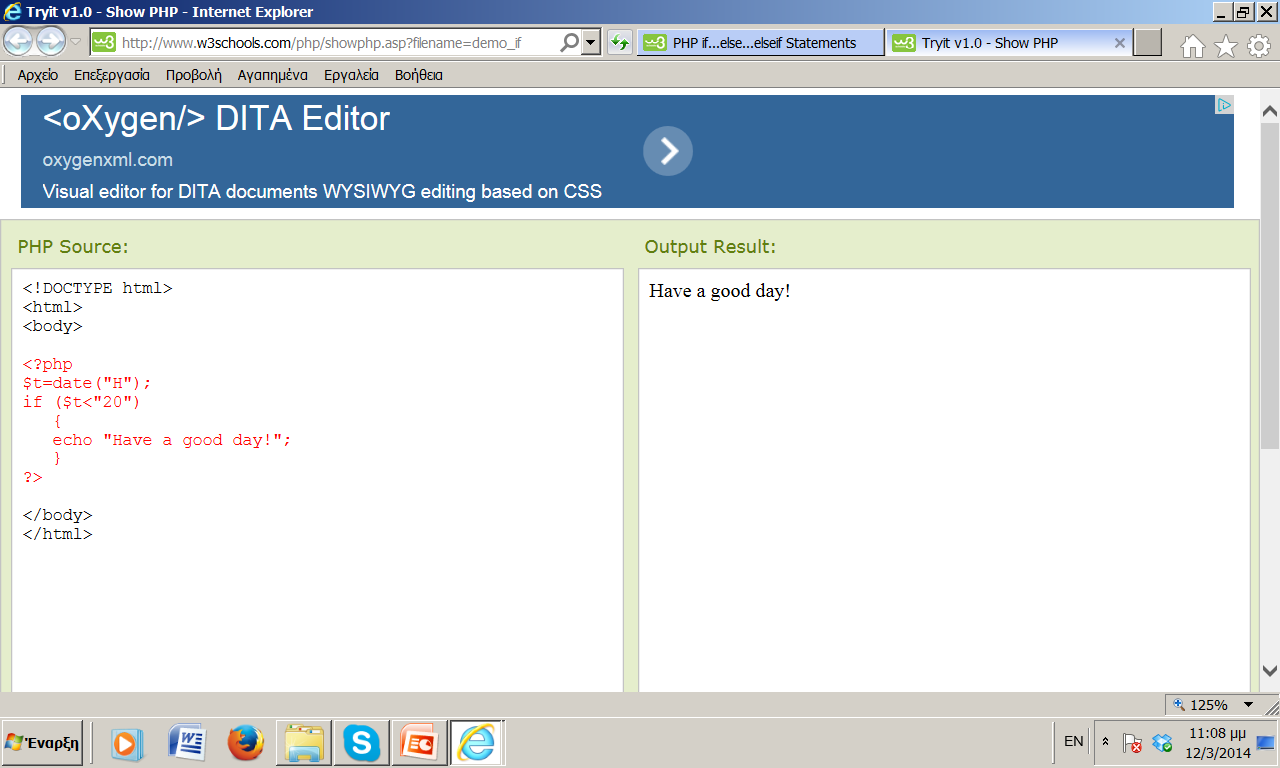 Tryit v1.0 - Show PHP - Internet Explorer
http://www.w3schools.com/php/showphp.asp?filename=demo_if
PHP if...else...elseif Statements
Tryit v1.0 - Show PHP
Αρχείο Επεξεργασία Προβολή Αγαπημένα Εργαλεία Βοήθεια
<oXygen/> DITA Editor
oxygenxml.com
Visual editor for DITA documents WYSIWYG editing based on CSS
PHP Source:
<!DOCTYPE html>
<html>
<body>
<?php
$t=date("H");
if ($t<"20")
{
echo "Have a good day!";
}
?>
</body>
</html>
Output Result:
Have a good day!
125%
Έναρξη
EN
11:08 μμ
12/3/2014